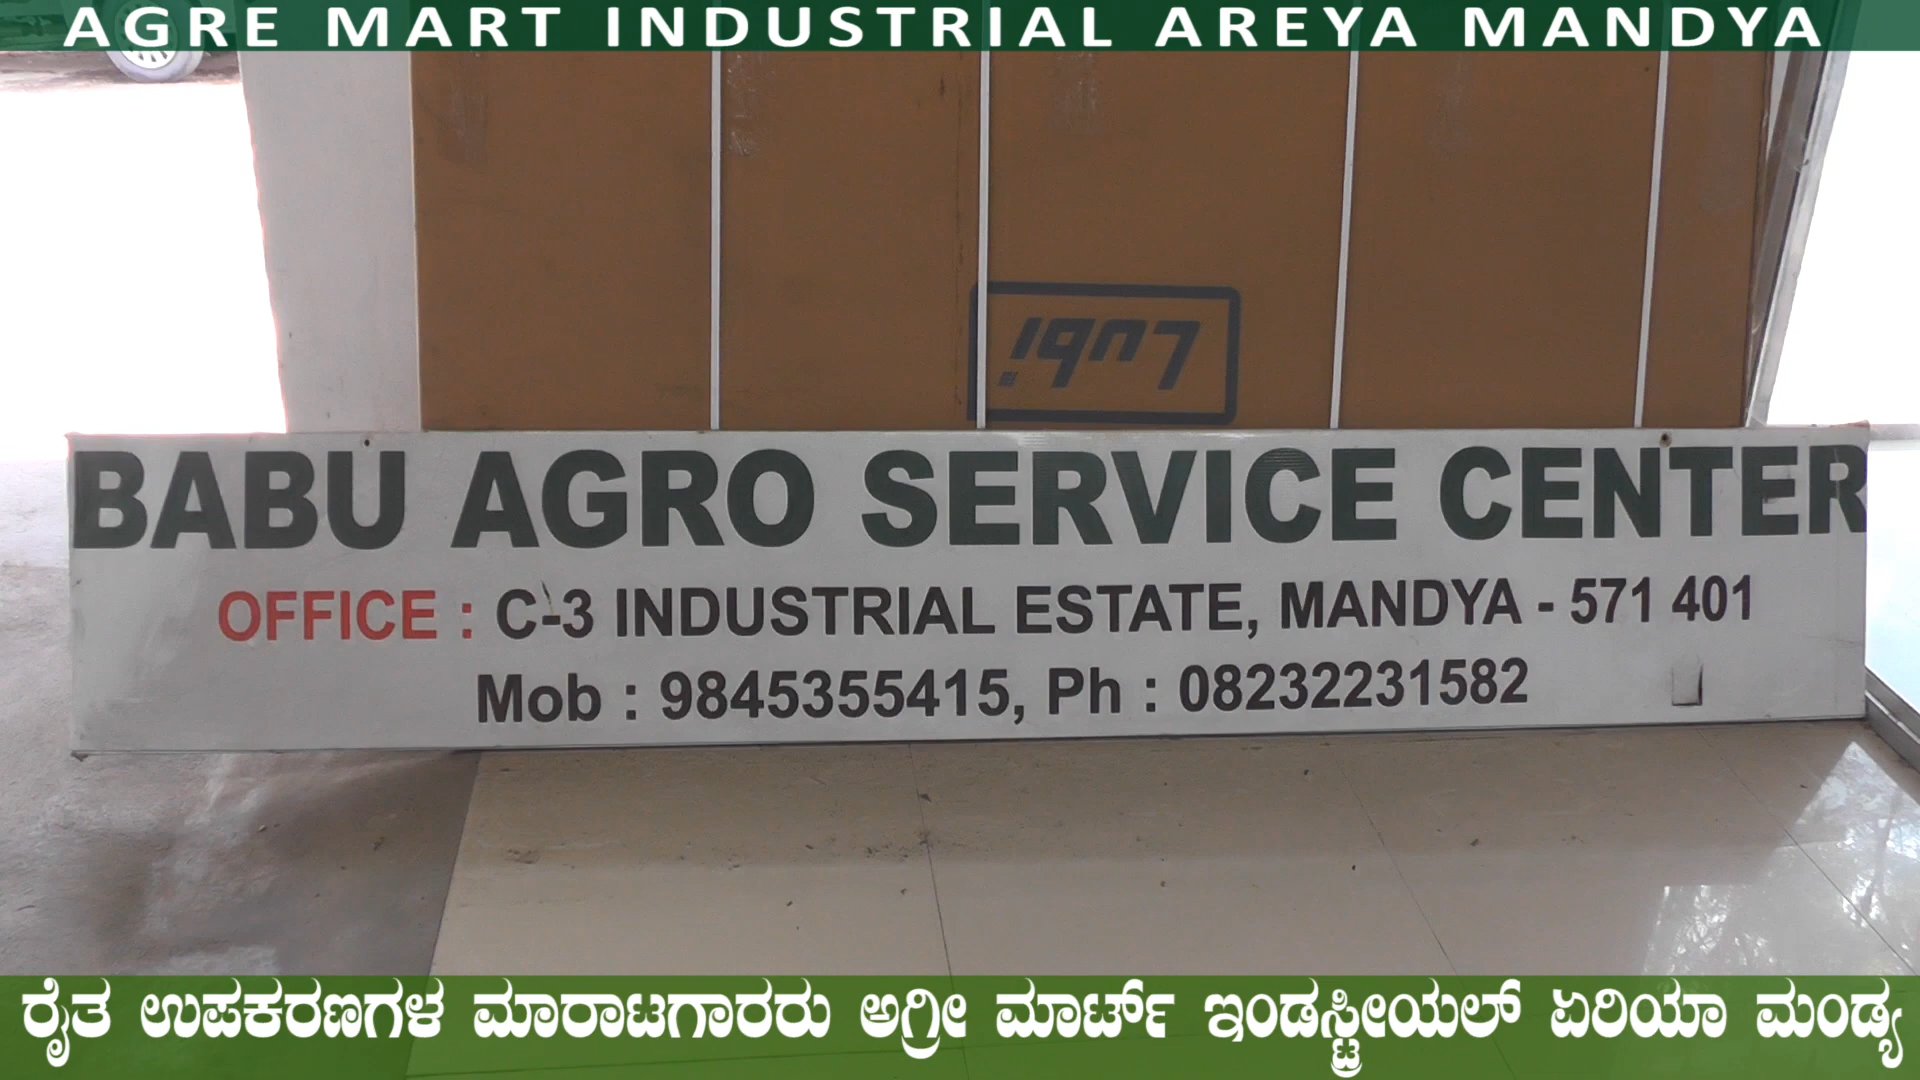 AGRE MART INDUSTRIAL AREYA MANDYA
Lubi
BABU AGRO SERVICE CENTER
OFFICE : C-3 INDUSTRIAL ESTATE, MANDYA - 571 401
Mob : 9845355415, Ph : 08232231582
ರೈತ ಉಪಕರಣಗಳ ಮಾರಾಟಗಾರರು ಅಗ್ರೀ ಮಾರ್ಟ್ ಇಂಡಸ್ಟ್ರೀಯಲ್ ಏರಿಯಾ ಮಂಡ್ಯ